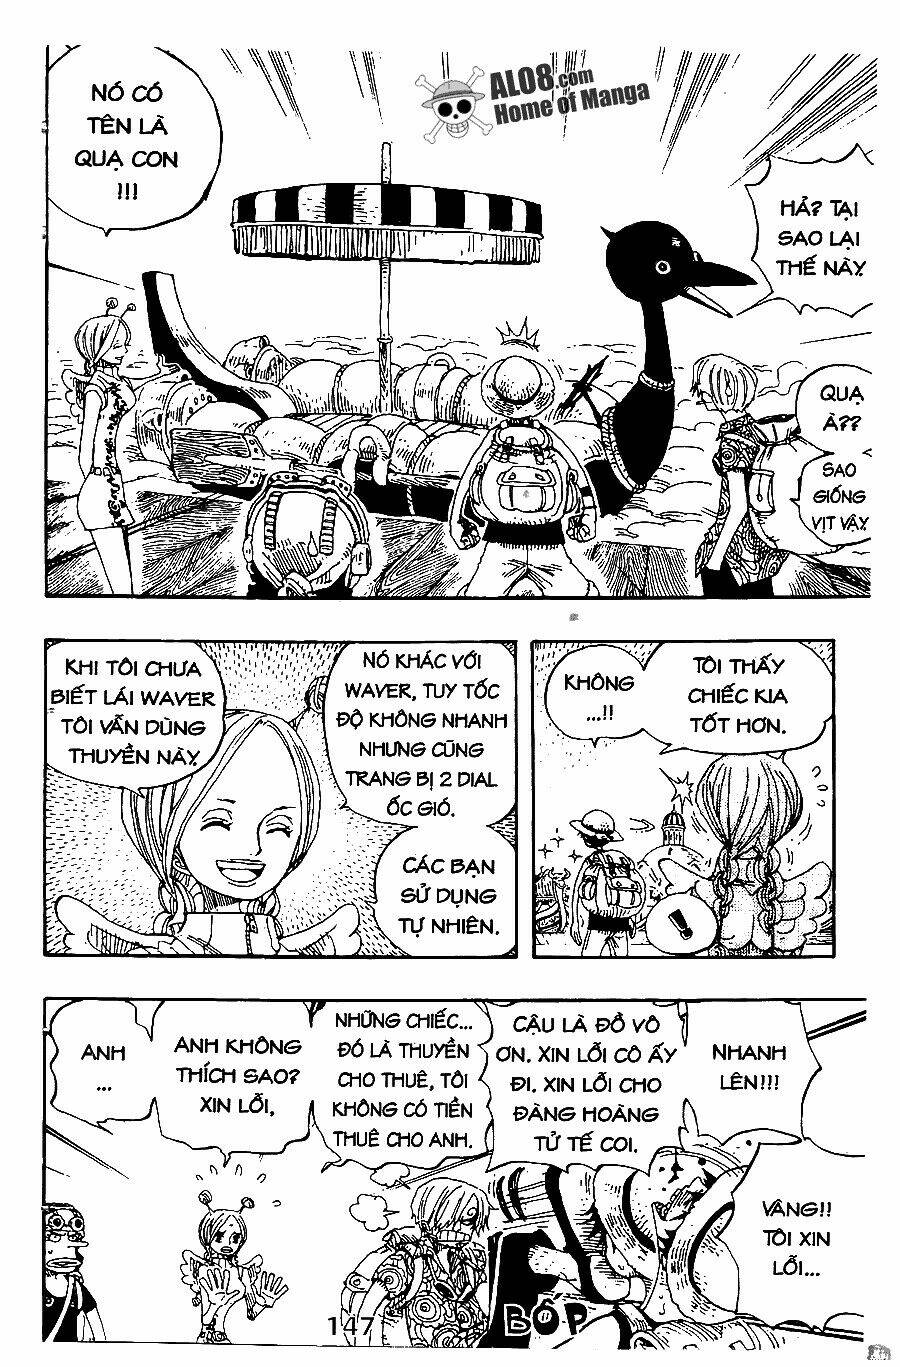 AL08.com
Home of Manga
NÓ CÓ
TÊN LÀ
QUẠ CON
!!!
HẢ? TẠI
SAO LẠI
THẾ NÀY.
QUẠ
À??
SAO
GIỐNG
VỊT VẬY.
KHI TÔI CHƯA
BIẾT LÁI WAVER
TÔI VẪN DÙNG
THUYỀN NÀY.
NÓ KHÁC VỚI
WAVER, TUY TỐC
ĐỘ KHÔNG NHANH
NHƯNG CŨNG
TRANG BỊ 2 DIAL
ỐC GIÓ.
CÁC BẠN
SỬ DỤNG
TỰ NHIÊN.
KHÔNG
...!!
TÔI THẤY
CHIẾC KIA
TỐT HƠN.
!
ANH
...
ANH KHÔNG
THÍCH SAO?
XIN LỖI.
NHỮNG CHIẾC...
ĐÓ LÀ THUYỀN
CHO THUÊ, TÔI
KHÔNG CÓ TIỀN
THUÊ CHO ANH.
CẬU LÀ ĐỒ VÔ
ƠN. XIN LỖI CÔ ẤY
ĐI. XIN LỖI CHO
ĐÀNG HOÀNG
TỬ TẾ COI.
NHANH
LÊN!!!
VÂNG!!
TÔI XIN
LỖI...
BỐP
147